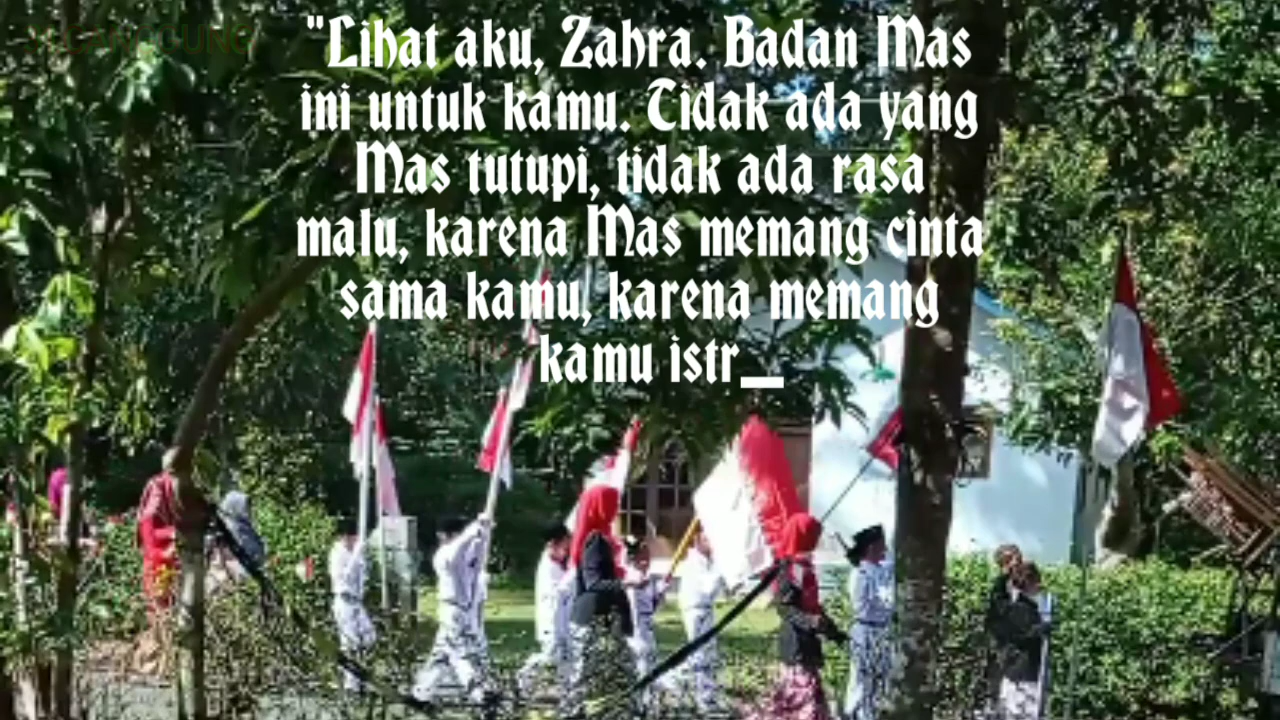 "Lihat aku, Zahra. Badan Mas
ini untuk kamu. Tidak ada yang
Mas tutupi, tidak ada rasa
malu, karena Mas memang cinta
sama kamu, karena memang
kamu istr_